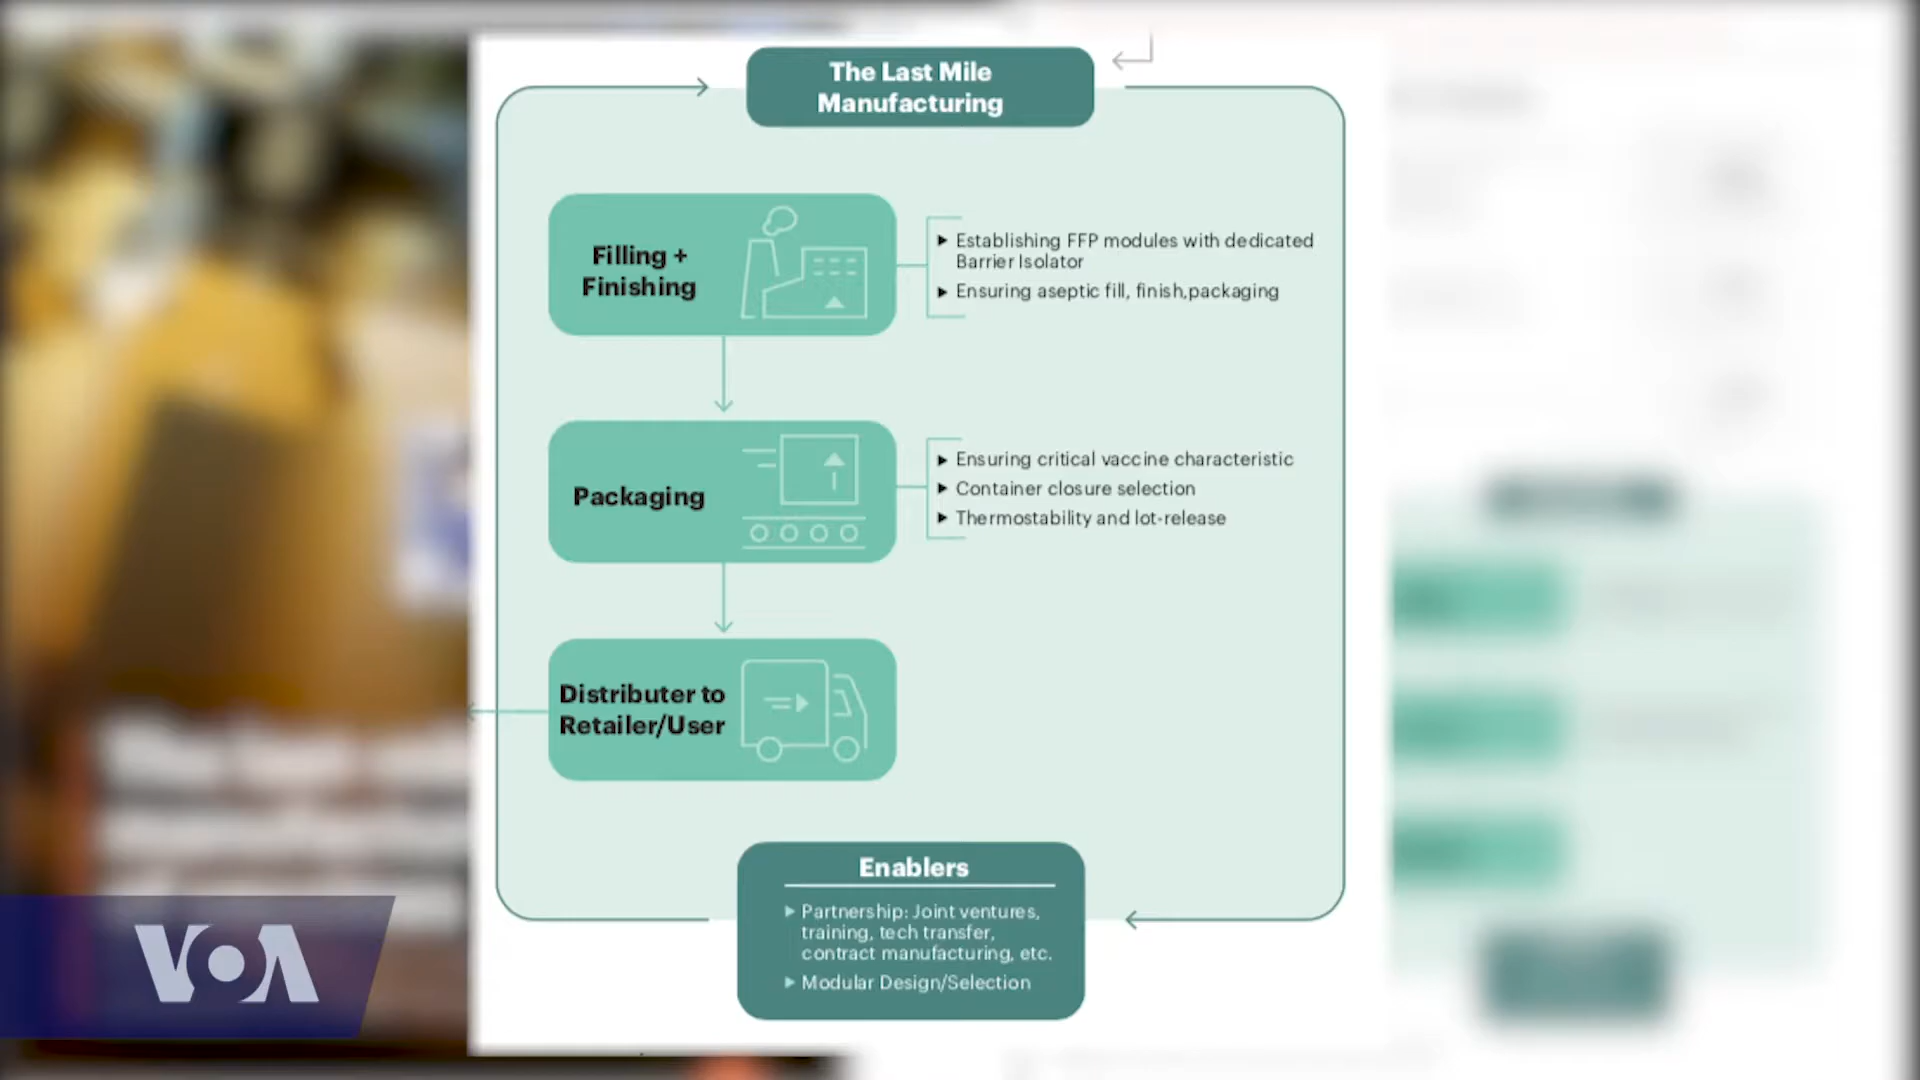 The Last Mile
Manufacturing
Filling +
Finishing
▶ Establishing FFP modules with dedicated
Barrier Isolator
▶ Ensuring aseptic fill, finish,packaging
Packaging
▶ Ensuring critical vaccine characteristic
▶ Container closure selection
▶ Thermostability and lot-release
Distributer to
Retailer/User
Enablers
▶ Partnership: Joint ventures,
training, tech transfer,
contract manufacturing, etc.
▶ Modular Design/Selection
VOA